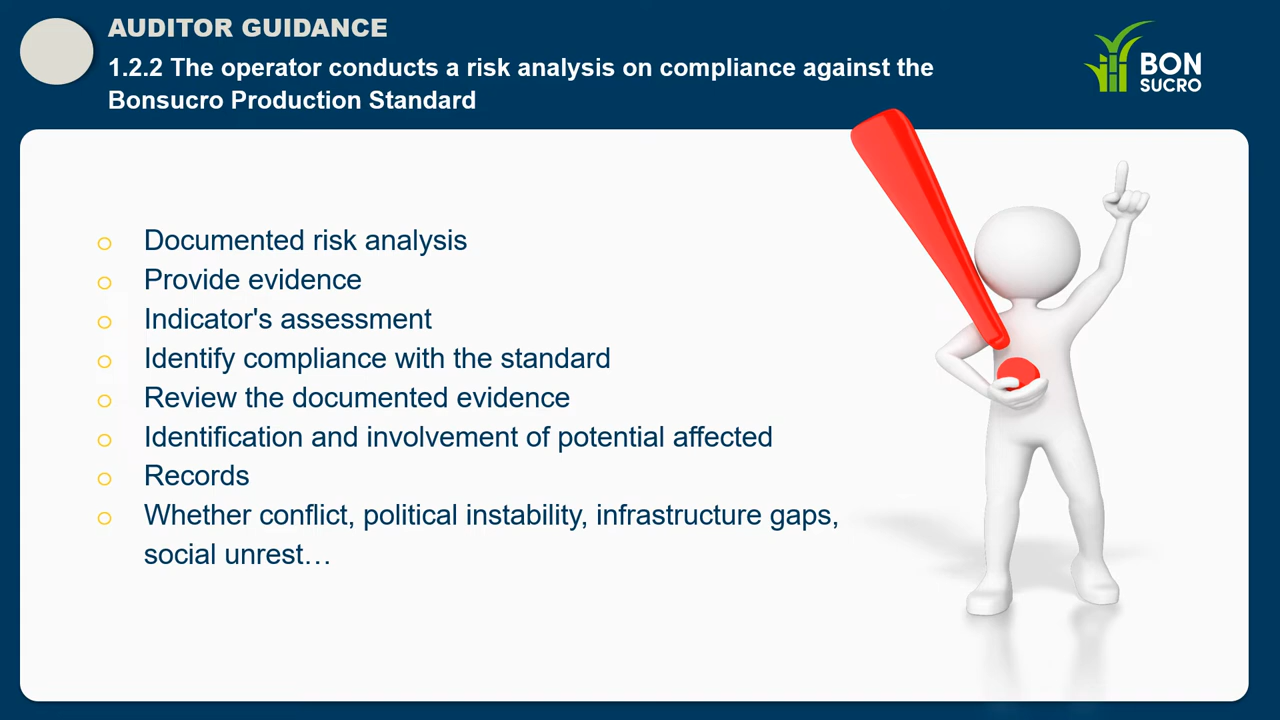 AUDITOR GUIDANCE
1.2.2 The operator conducts a risk analysis on compliance against the
Bonsucro Production Standard
BON
SUCRO
Documented risk analysis
Provide evidence
Indicator's assessment
Identify compliance with the standard
Review the documented evidence
Identification and involvement of potential affected
Records
Whether conflict, political instability, infrastructure gaps,
social unrest…